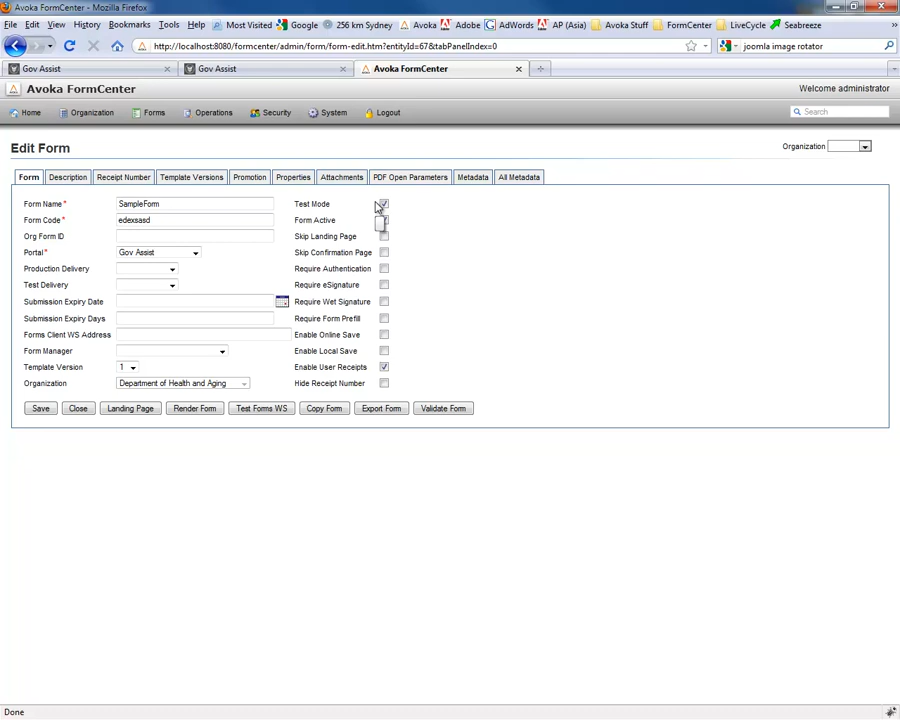 Avoka FormCenter - Mozilla Firefox
File Edit View History Bookmarks Tools Help Most Visited Google 256 km Sydney Avoka Adobe AdWords AP (Asia) Avoka Stuff FormCenter LiveCycle Seabreeze
http://localhost:8080/formcenter/admin/form/form-edit.htm?entityId=67&tabPanelIndex=0 joomla image rotator
Gov Assist Gov Assist Avoka FormCenter
Avoka FormCenter Welcome administrator
Home Organization Forms Operations Security System Logout Search
Edit Form Organization
Form Description Receipt Number Template Versions Promotion Properties Attachments PDF Open Parameters Metadata All Metadata
Form Name* SampleForm Test Mode
Form Code* edexsasd Form Active
Org Form ID Skip Landing Page
Portal* Gov Assist Skip Confirmation Page
Production Delivery Require Authentication
Test Delivery Require eSignature
Submission Expiry Date Require Wet Signature
Submission Expiry Days Require Form Prefill
Forms Client WS Address Enable Online Save
Form Manager Enable Local Save
Template Version 1 Enable User Receipts
Organization Department of Health and Aging Hide Receipt Number
Save Close Landing Page Render Form Test Forms WS Copy Form Export Form Validate Form
Done